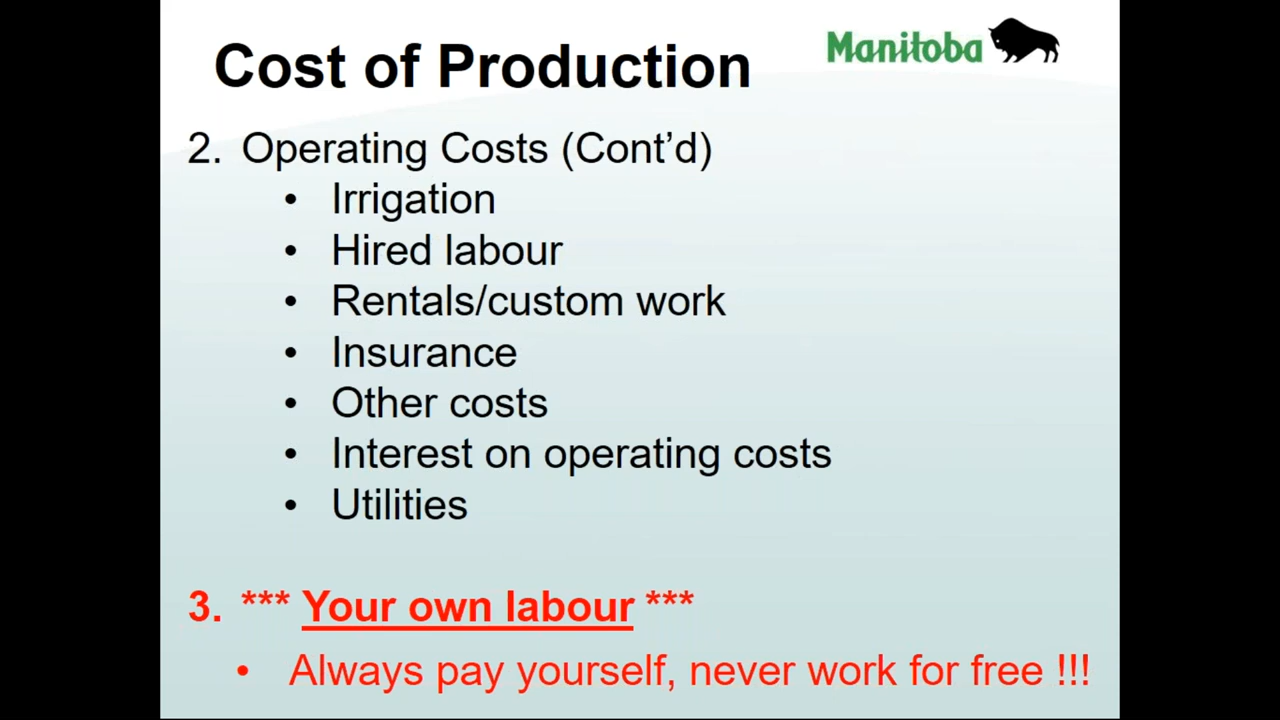 Manitoba
Cost of Production
2. Operating Costs (Cont’d)
• Irrigation
• Hired labour
• Rentals/custom work
• Insurance
• Other costs
• Interest on operating costs
• Utilities
3. *** Your own labour ***
• Always pay yourself, never work for free !!!